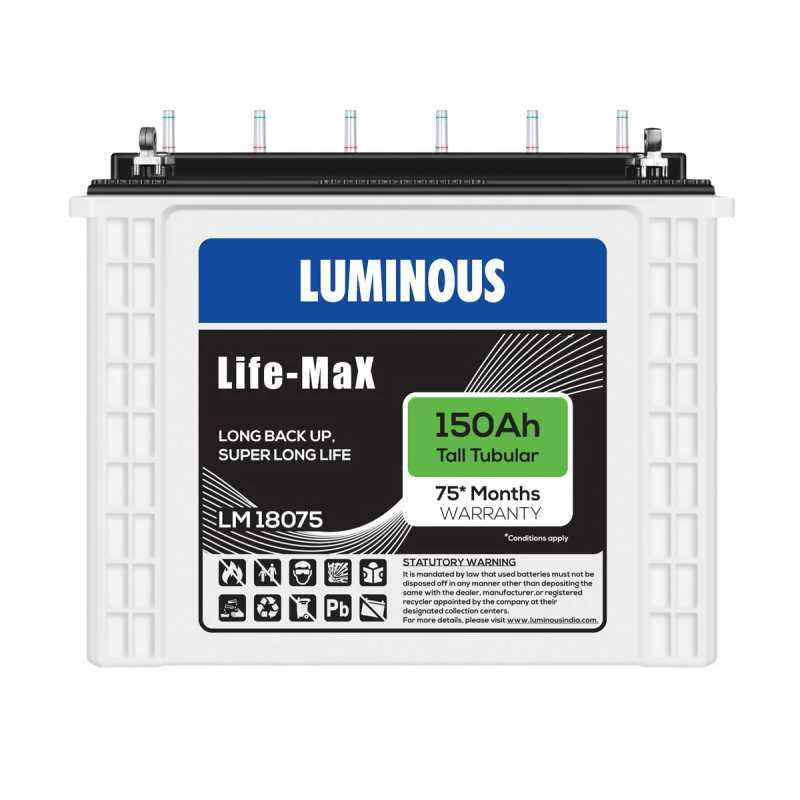 LUMINOUS
Life-MaX
LONG BACK UP,
SUPER LONG LIFE
150Ah
Tall Tubular
75* Months
WARRANTY
LM 18075
*Conditions apply
STATUTORY WARNING
It is mandated by law that used batteries must not be
disposed off in any manner other than depositing the
same with the dealer, manufacturer,or registered
recycler appointed by the company at their
designated collection centers.
For more details, please visit www.luminousindia.com.
Pb